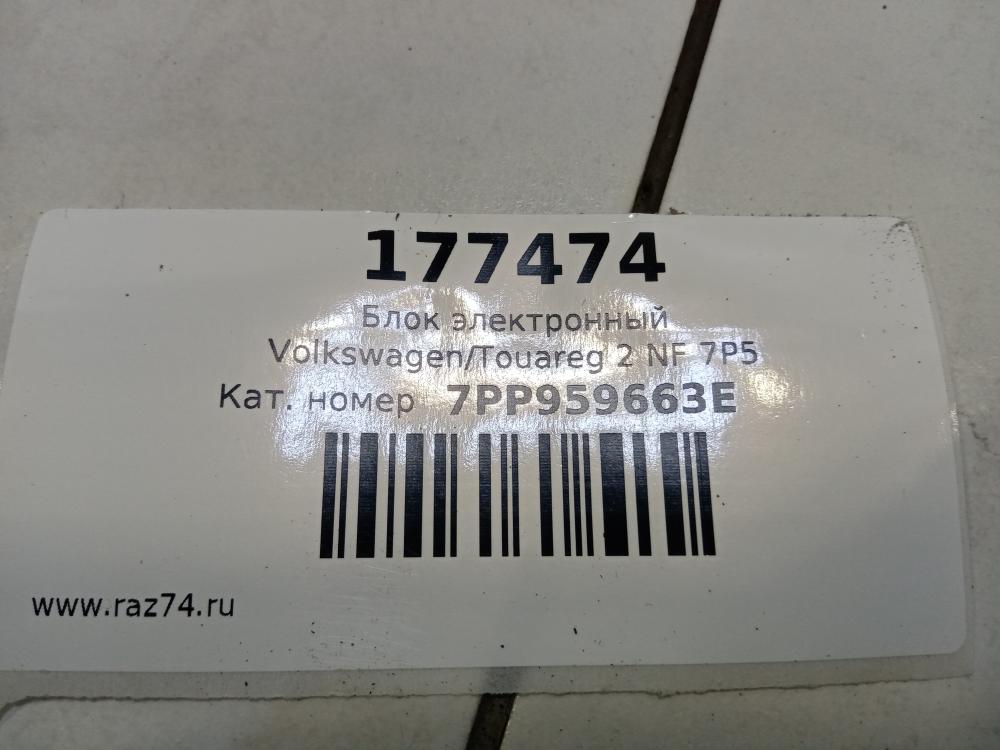 177474
Блок электронный
Volkswagen/Touareg 2 NF 7P5
Кат. номер 7PP959663E
www.raz74.ru